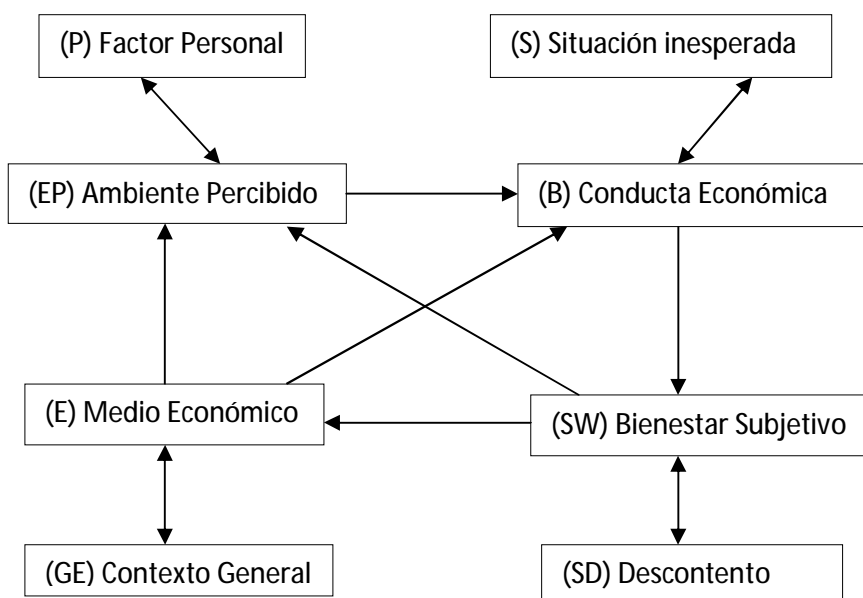 (P) Factor Personal
(S) Situación inesperada
(EP) Ambiente Percibido
(B) Conducta Económica
(E) Medio Económico
(SW) Bienestar Subjetivo
(GE) Contexto General
(SD) Descontento